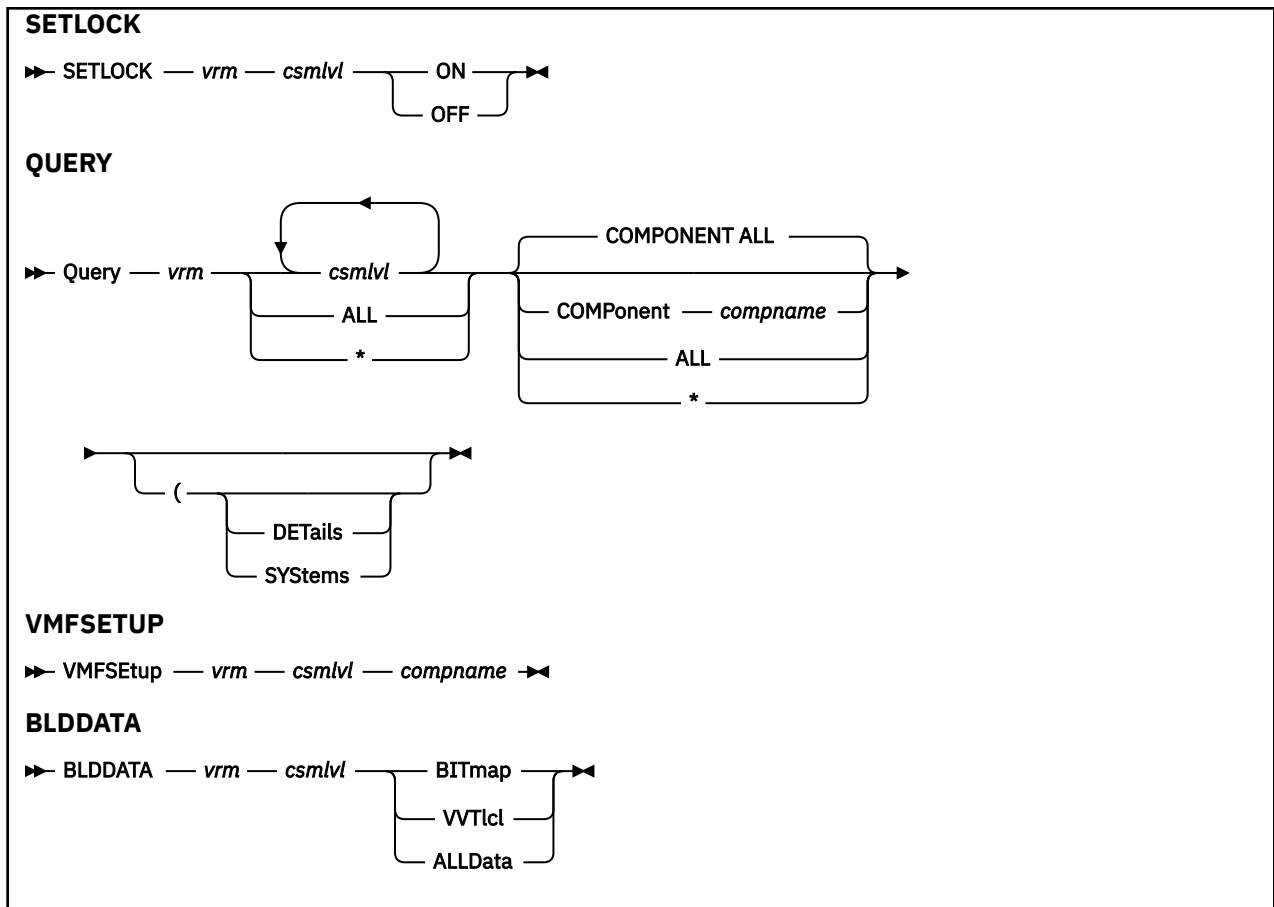 SETLOCK
SETLOCK vrm csmlvl ON
OFF
QUERY
COMPONENT ALL
Query vrm csmlvl
COMPonent compname
ALL
ALL
*
*
(
DETails
SYStems
VMFSETUP
VMFSEtup vrm csmlvl compname
BLDDATA
BLDDATA vrm csmlvl BITmap
VVTlcl
ALLData